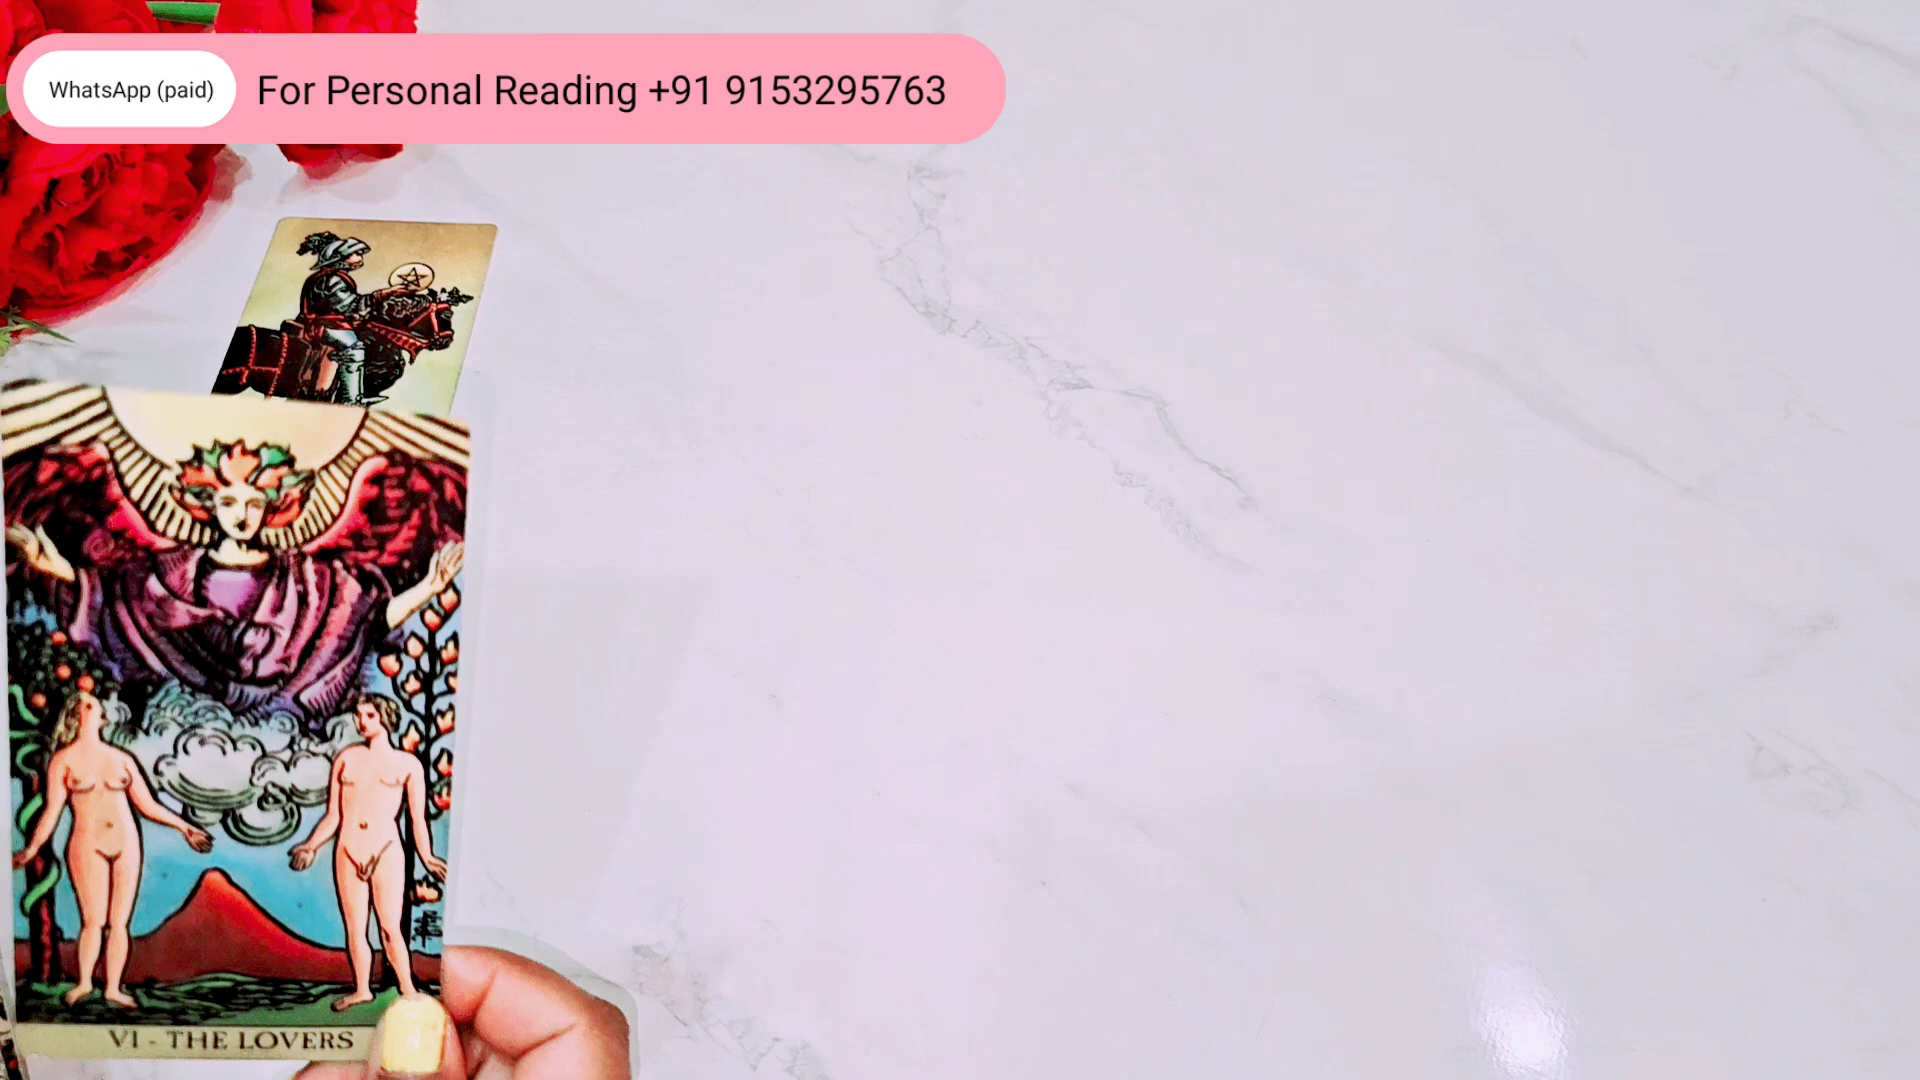 WhatsApp (paid) For Personal Reading +91 9153295763
VI - THE LOVERS